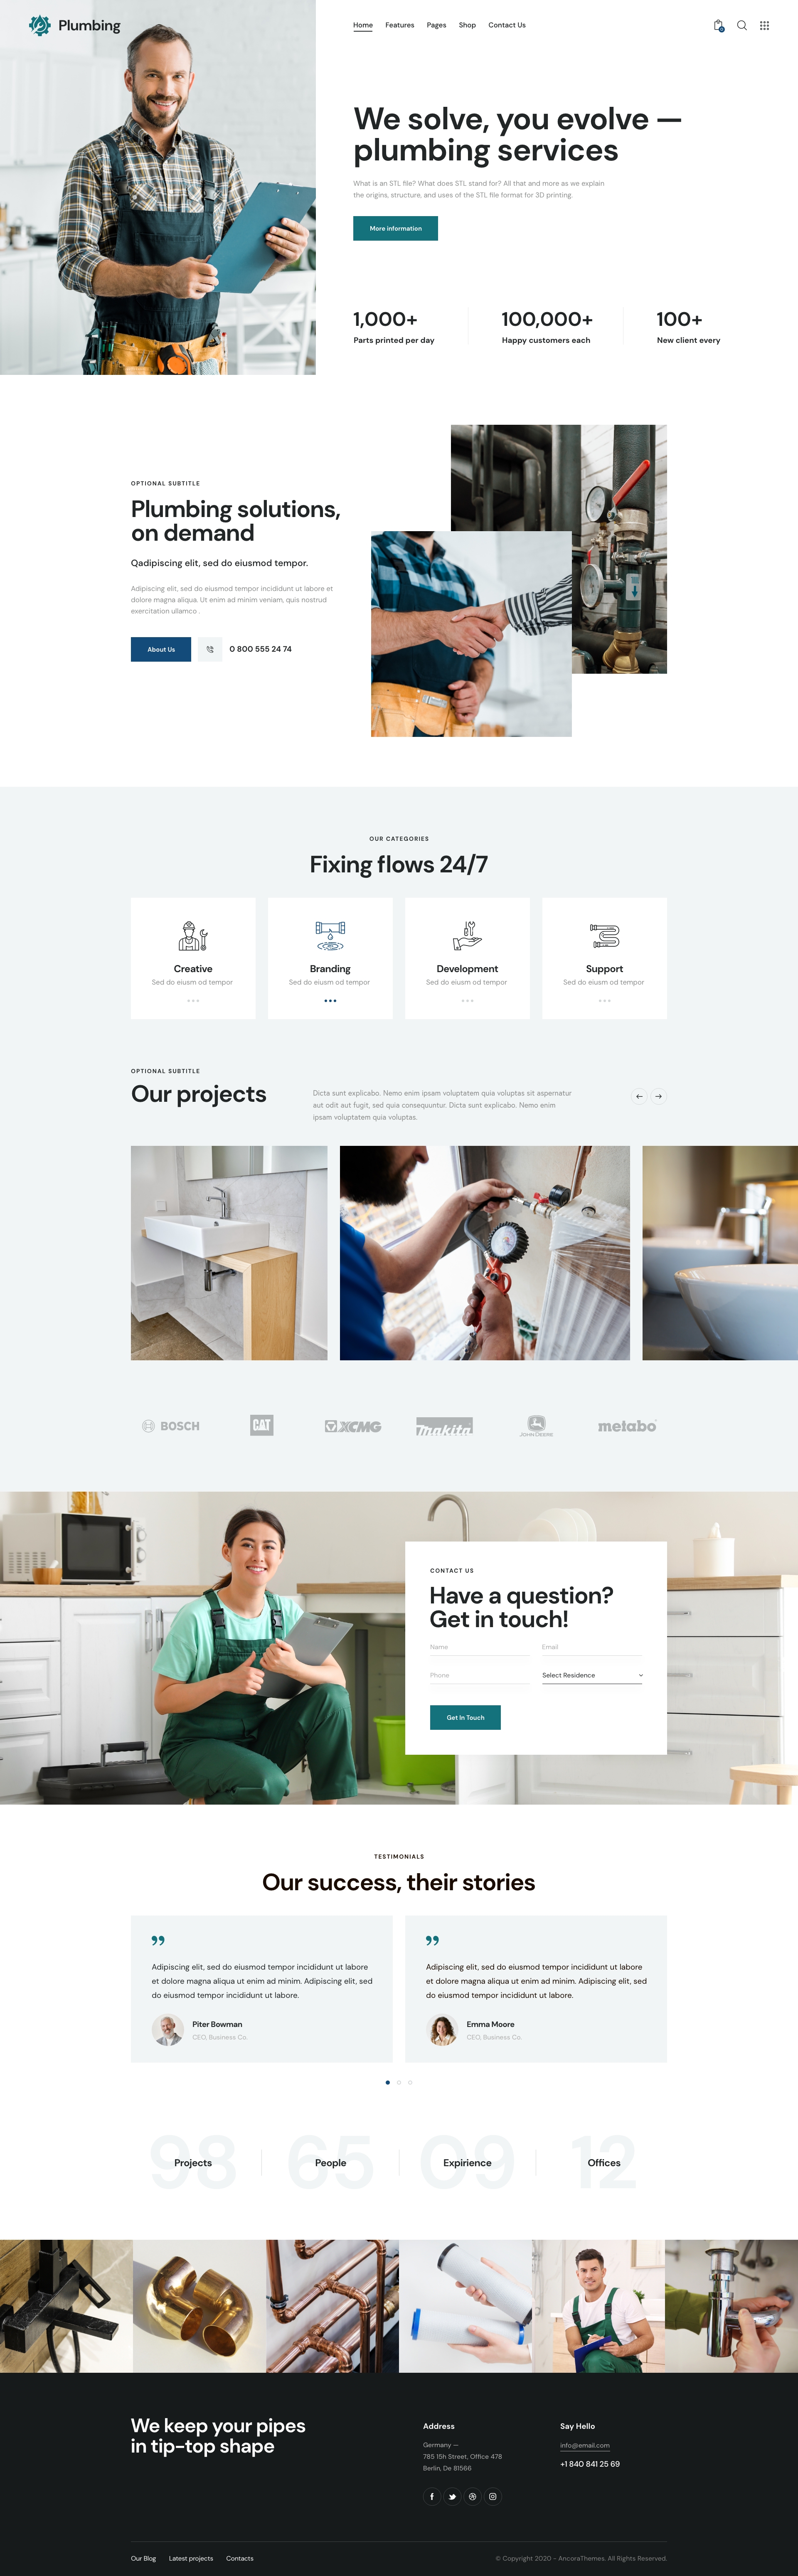 Plumbing
Home Features Pages Shop Contact Us
0
We solve, you evolve —
plumbing services
What is an STL file? What does STL stand for? All that and more as we explain
the origins, structure, and uses of the STL file format for 3D printing.
More information
1,000+
Parts printed per day
100,000+
Happy customers each
100+
New client every
OPTIONAL SUBTITLE
Plumbing solutions,
on demand
Qadipiscing elit, sed do eiusmod tempor.
Adipiscing elit, sed do eiusmod tempor incididunt ut labore et
dolore magna aliqua. Ut enim ad minim veniam, quis nostrud
exercitation ullamco .
About Us
0 800 555 24 74
OUR CATEGORIES
Fixing flows 24/7
Creative
Sed do eiusm od tempor
Branding
Sed do eiusm od tempor
Development
Sed do eiusm od tempor
Support
Sed do eiusm od tempor
OPTIONAL SUBTITLE
Our projects
Dicta sunt explicabo. Nemo enim ipsam voluptatem quia voluptas sit aspernatur
aut odit aut fugit, sed quia consequuntur. Dicta sunt explicabo. Nemo enim
ipsam voluptatem quia voluptas.
BOSCH
CAT
XCMG
makita
JOHN DEERE
metabo
CONTACT US
Have a question?
Get in touch!
Name
Email
Phone
Select Residence
Get In Touch
TESTIMONIALS
Our success, their stories
Adipiscing elit, sed do eiusmod tempor incididunt ut labore
et dolore magna aliqua ut enim ad minim. Adipiscing elit, sed
do eiusmod tempor incididunt ut labore.
Piter Bowman
CEO, Business Co.
Adipiscing elit, sed do eiusmod tempor incididunt ut labore
et dolore magna aliqua ut enim ad minim. Adipiscing elit, sed
do eiusmod tempor incididunt ut labore.
Emma Moore
CEO, Business Co.
98
Projects
65
People
09
Expirience
12
Offices
We keep your pipes
in tip-top shape
Address
Germany —
785 15h Street, Office 478
Berlin, De 81566
Say Hello
info@email.com
+1 840 841 25 69
Our Blog Latest projects Contacts
© Copyright 2020 - AncoraThemes. All Rights Reserved.